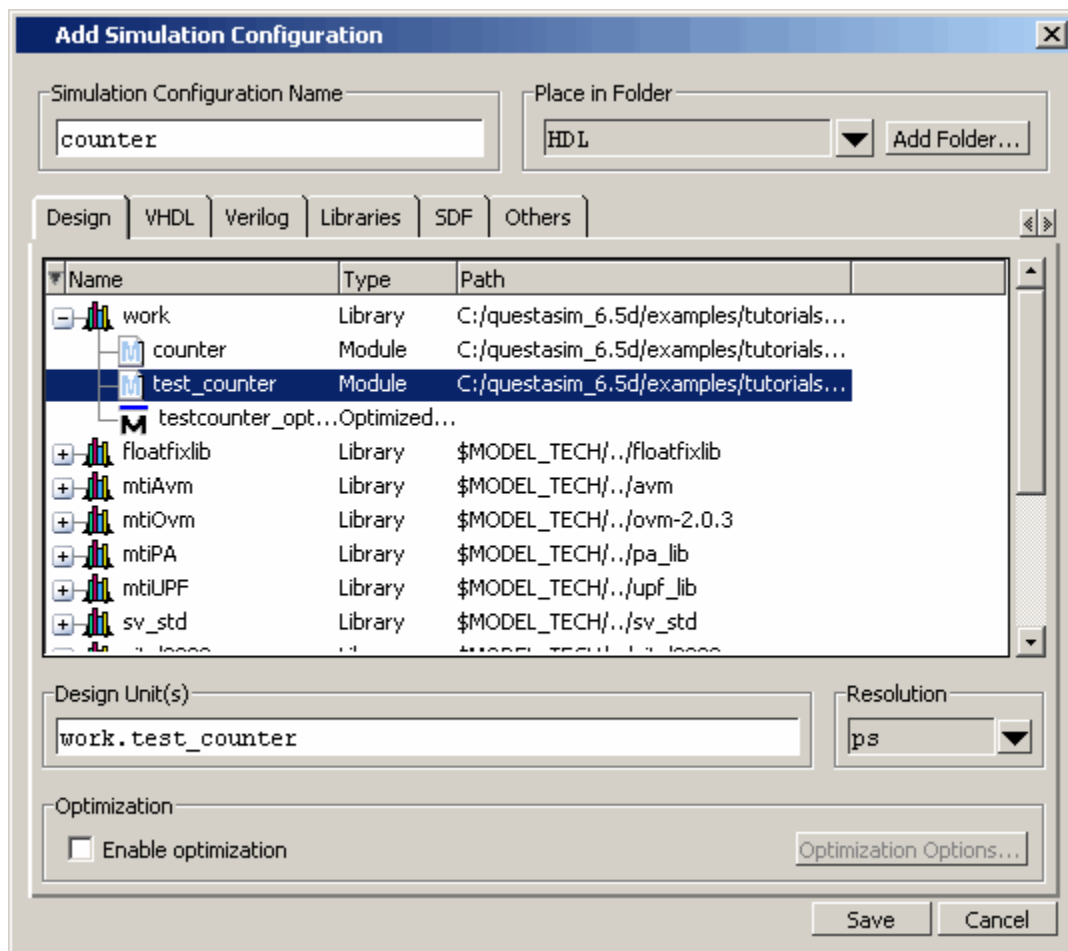 Add Simulation Configuration
Simulation Configuration Name
Place in Folder
counter
HDL
Add Folder...
Design VHDL Verilog Libraries SDF Others
Name Type Path
work Library C:/questasim_6.5d/examples/tutorials...
counter Module C:/questasim_6.5d/examples/tutorials...
test_counter Module C:/questasim_6.5d/examples/tutorials...
testcounter_opt...Optimized...
floatfixlib Library $MODEL_TECH/../floatfixlib
mtiAvm Library $MODEL_TECH/../avm
mtiOvm Library $MODEL_TECH/../ovm-2.0.3
mtiPA Library $MODEL_TECH/../pa_lib
mtiUPF Library $MODEL_TECH/../upf_lib
sv_std Library $MODEL_TECH/../sv_std
Design Unit(s)
Resolution
work.test_counter
ps
Optimization
Enable optimization
Optimization Options...
Save Cancel